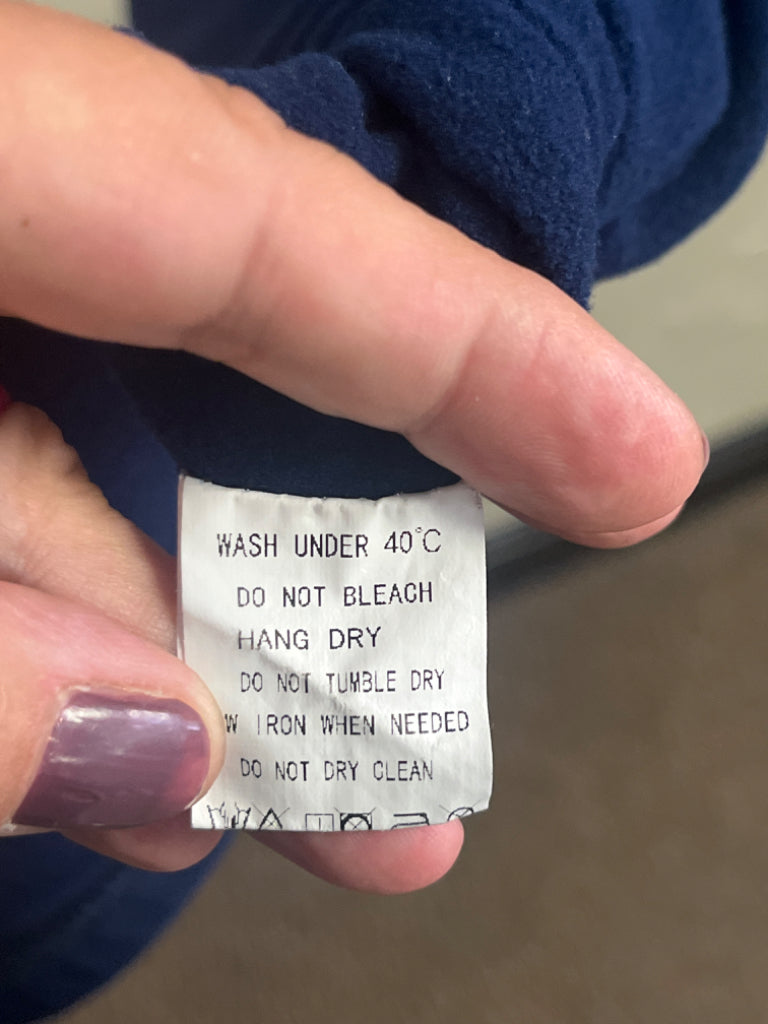 WASH UNDER 40°C
DO NOT BLEACH
HANG DRY
DO NOT TUMBLE DRY
IRON WHEN NEEDED
DO NOT DRY CLEAN